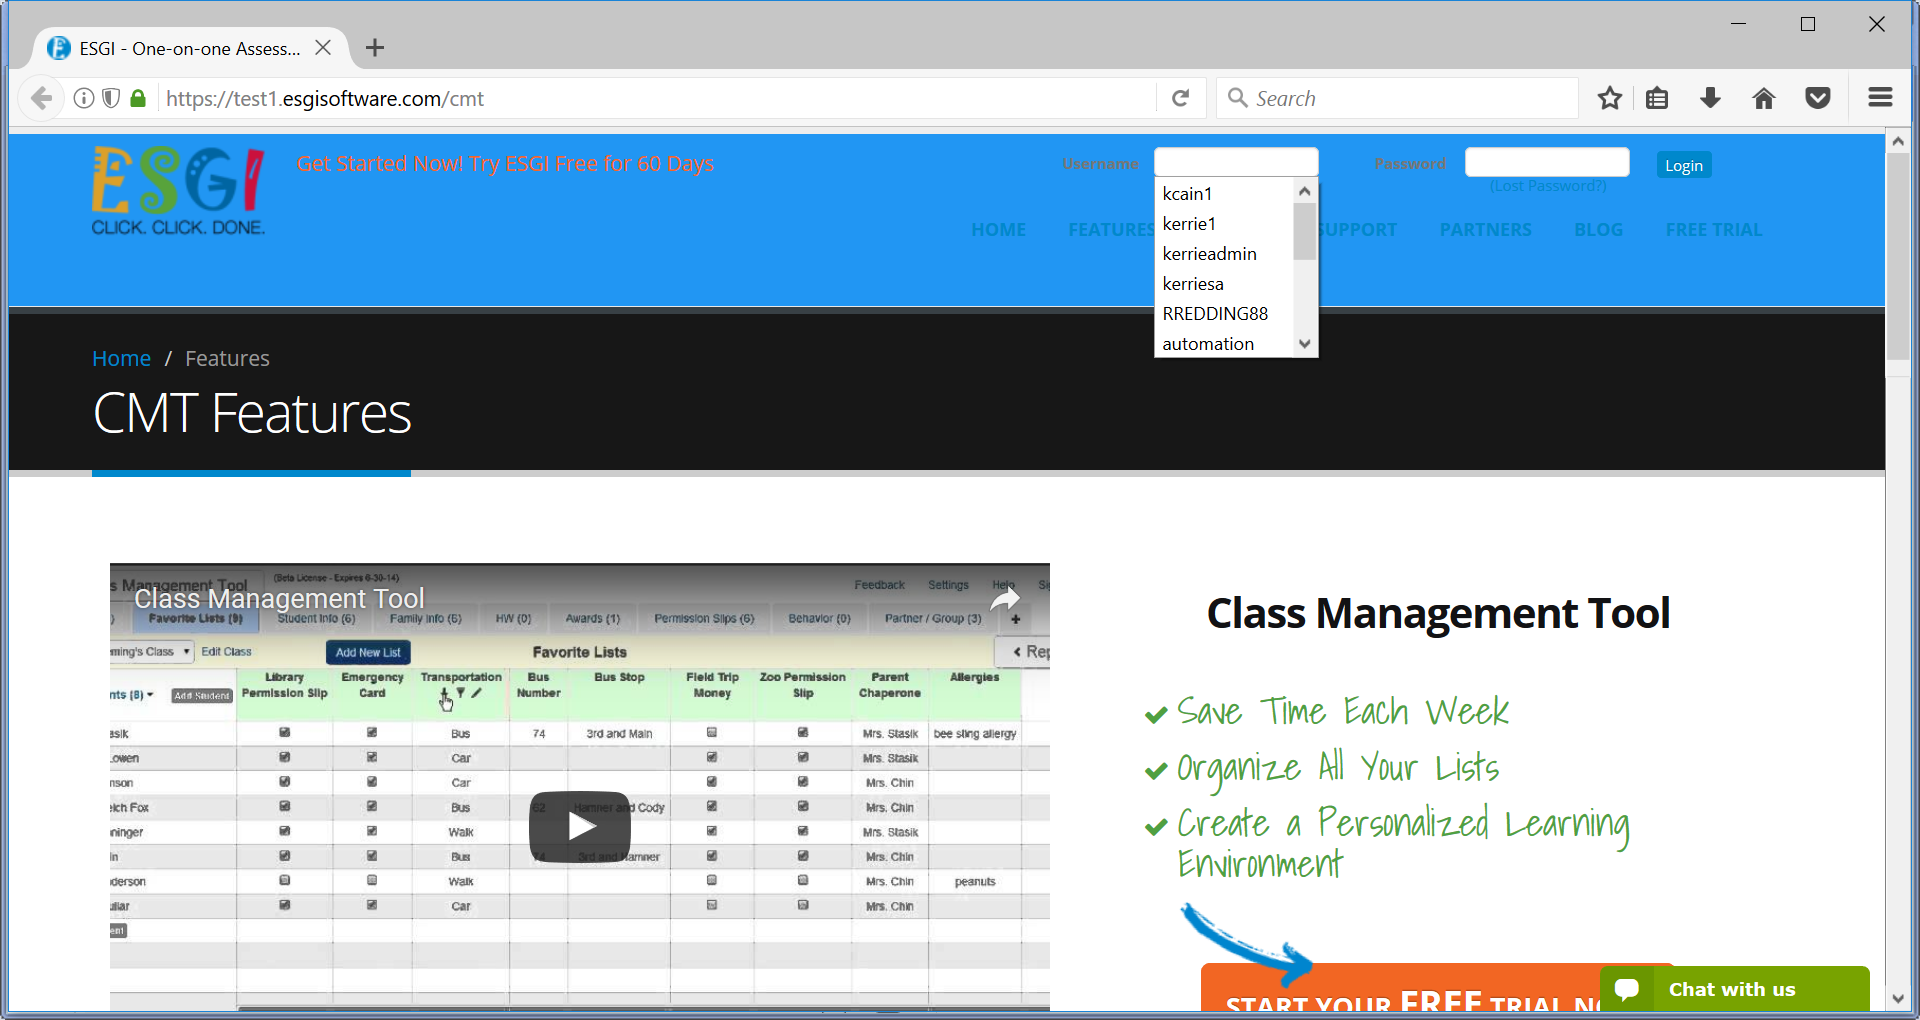 ESGI - One-on-one Assess...
https://test1.esgisoftware.com/cmt
Search
ESGI
CLICK. CLICK. DONE.
Get Started Now! Try ESGI Free for 60 Days
Username
Password
Login
(Lost Password?)
kcain1
kerrie1
kerrieadmin
kerriesa
RREDDING88
automation
HOME FEATURES SUPPORT PARTNERS BLOG FREE TRIAL
Home / Features
CMT Features
s Management Tool (Beta License - Expires 6-30-14) Feedback Settings Help
Class Management Tool
Favorite Lists (9) Student Info (6) Family Info (6) HW (0) Awards (1) Permission Slips (6) Behavior (0) Partner / Group (3) +
ming's Class Edit Class Add New List Favorite Lists < Rep
nts (8) Add Student Library Permission Slip Emergency Card Transportation Bus Number Bus Stop Field Trip Money Zoo Permission Slip Parent Chaperone Allergies
asik Bus 74 3rd and Main Mrs. Stasik bee sting allergy
owen Car Mrs. Stasik
nson Car Mrs. Chin
elch Fox Bus 62 Hamner and Cody Mrs. Chin
ninger Walk Mrs. Stasik
in Bus 74 3rd and Hamner Mrs. Chin
derson Walk Mrs. Chin peanuts
uliar Car Mrs. Chin
ent
Class Management Tool
Save Time Each Week
Organize All Your Lists
Create a Personalized Learning
Environment
START YOUR FREE TRIAL NO
Chat with us